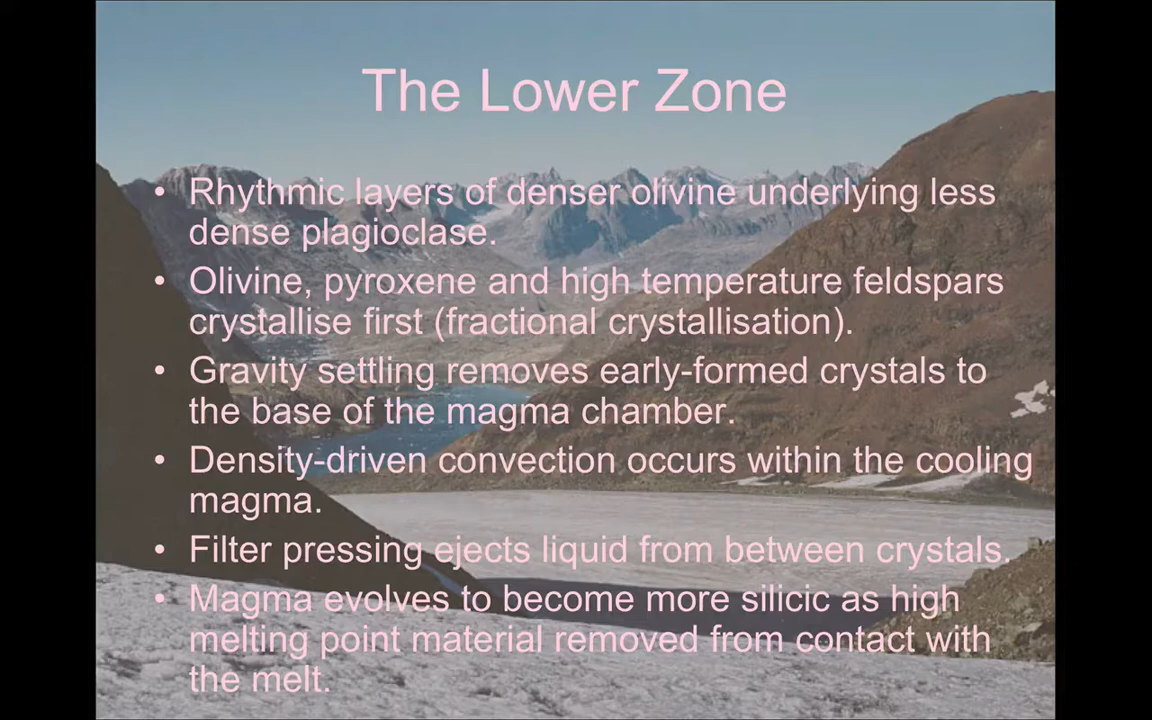 The Lower Zone
• Rhythmic layers of denser olivine underlying less
dense plagioclase.
• Olivine, pyroxene and high temperature feldspars
crystallise first (fractional crystallisation).
• Gravity settling removes early-formed crystals to
the base of the magma chamber.
• Density-driven convection occurs within the cooling
magma.
• Filter pressing ejects liquid from between crystals.
• Magma evolves to become more silicic as high
melting point material removed from contact with
the melt.